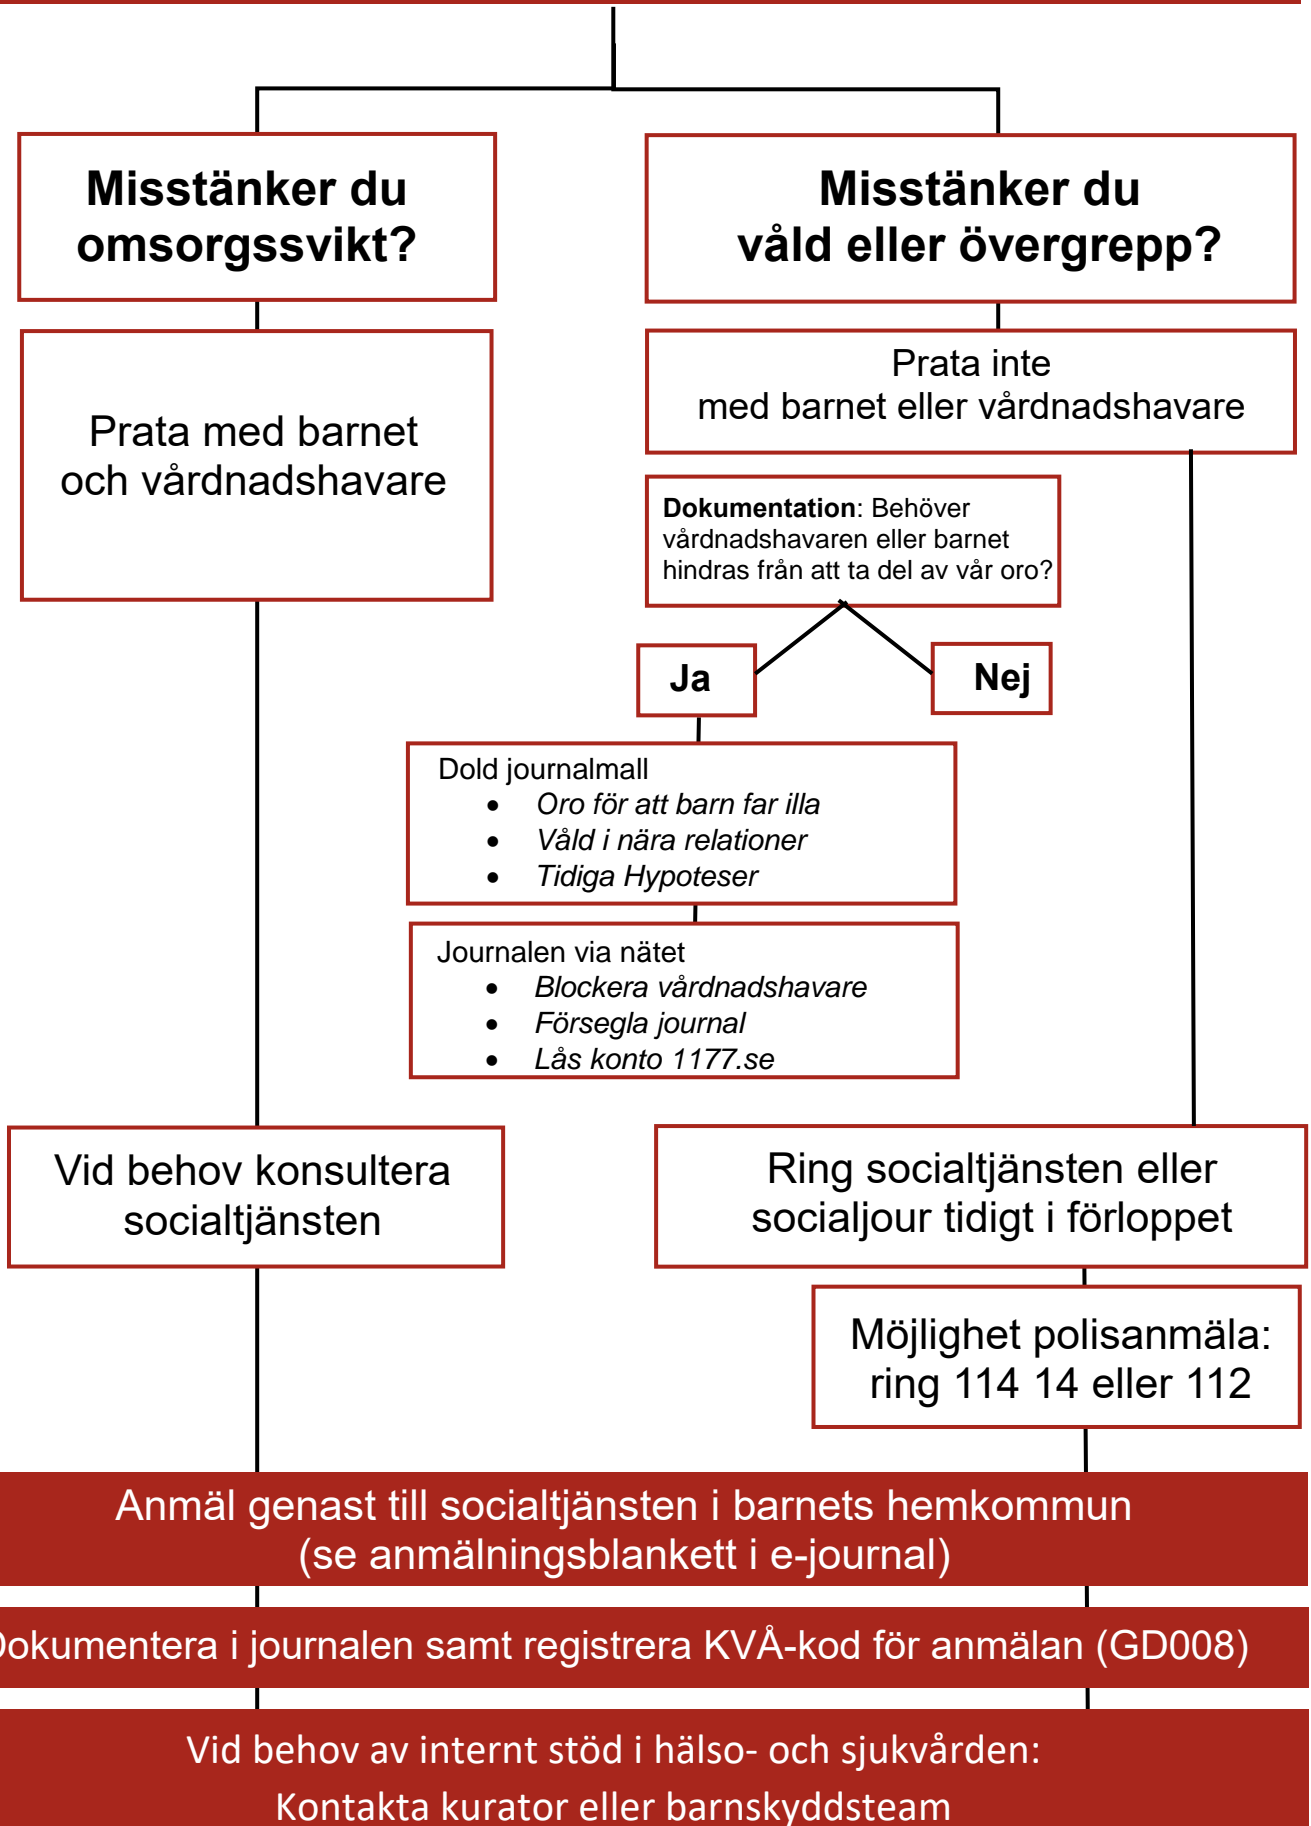 Misstänker du
omsorgssvikt?
Misstänker du
våld eller övergrepp?
Prata med barnet
och vårdnadshavare
Prata inte
med barnet eller vårdnadshavare
Dokumentation: Behöver
vårdnadshavaren eller barnet
hindras från att ta del av vår oro?
Ja
Nej
Dold journalmall
• Oro för att barn far illa
• Våld i nära relationer
• Tidiga Hypoteser
Journalen via nätet
• Blockera vårdnadshavare
• Försegla journal
• Lås konto 1177.se
Vid behov konsultera
socialtjänsten
Ring socialtjänsten eller
socialjour tidigt i förloppet
Möjlighet polisanmäla:
ring 114 14 eller 112
Anmäl genast till socialtjänsten i barnets hemkommun
(se anmälningsblankett i e-journal)
Dokumentera i journalen samt registrera KVÅ-kod för anmälan (GD008)
Vid behov av internt stöd i hälso- och sjukvården:
Kontakta kurator eller barnskyddsteam